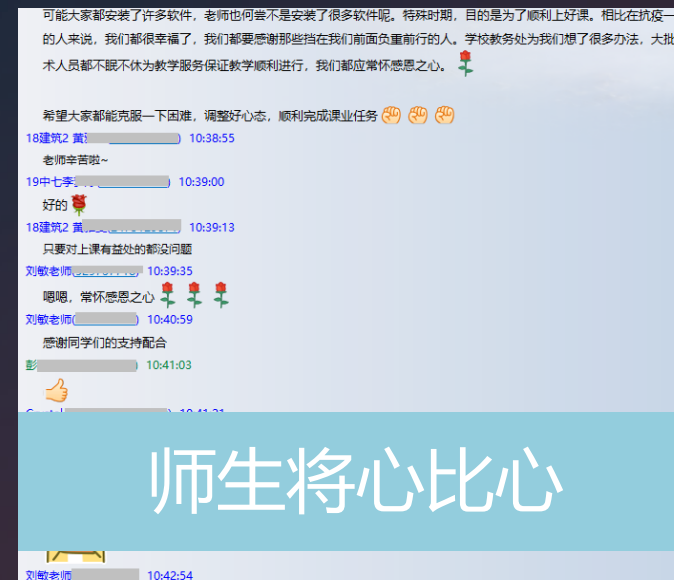 可能大家都安装了许多软件，老师也何尝不是安装了很多软件呢。特殊时期，目的是为了顺利上好课。相比在抗疫一
的人来说，我们都很幸福了，我们都要感谢那些挡在我们前面负重前行的人。学校教务处为我们想了很多办法，大批
术人员都不眠不休为教学服务保证教学顺利进行，我们都应常怀感恩之心。
希望大家都能克服一下困难，调整好心态，顺利完成课业任务
18建筑2 黄 ) 10:38:55
老师辛苦啦~
19中七李 ) 10:39:00
好的
18建筑2 黄 ) 10:39:13
只要对上课有益处的都没问题
刘敏老师( ) 10:39:35
嗯嗯，常怀感恩之心
刘敏老师( ) 10:40:59
感谢同学们的支持配合
彭 ) 10:41:03
师生将心比心
刘敏老师 10:42:54